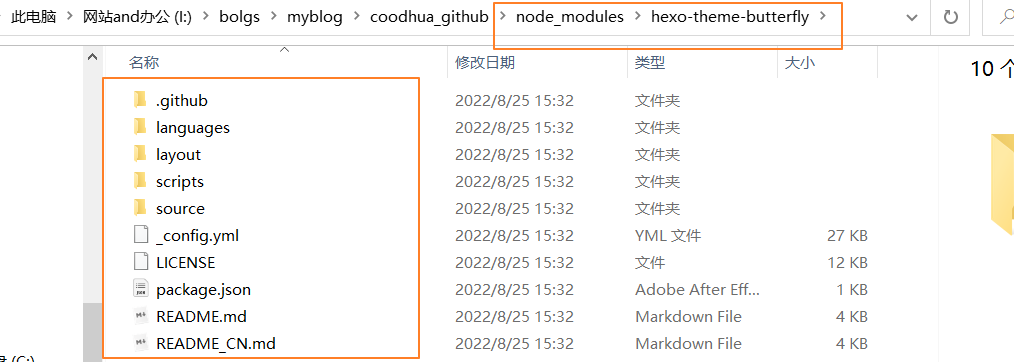 此电脑 > 网站and办公 (I:) > bolgs > myblog > coodhua_github > node_modules > hexo-theme-butterfly >
名称 修改日期 类型 大小
10 个
.github 2022/8/25 15:32 文件夹
languages 2022/8/25 15:32 文件夹
layout 2022/8/25 15:32 文件夹
scripts 2022/8/25 15:32 文件夹
source 2022/8/25 15:32 文件夹
_config.yml 2022/8/25 15:32 YML 文件 27 KB
LICENSE 2022/8/25 15:32 文件 12 KB
package.json 2022/8/25 15:32 Adobe After Eff... 1 KB
README.md 2022/8/25 15:32 Markdown File 4 KB
README_CN.md 2022/8/25 15:32 Markdown File 4 KB